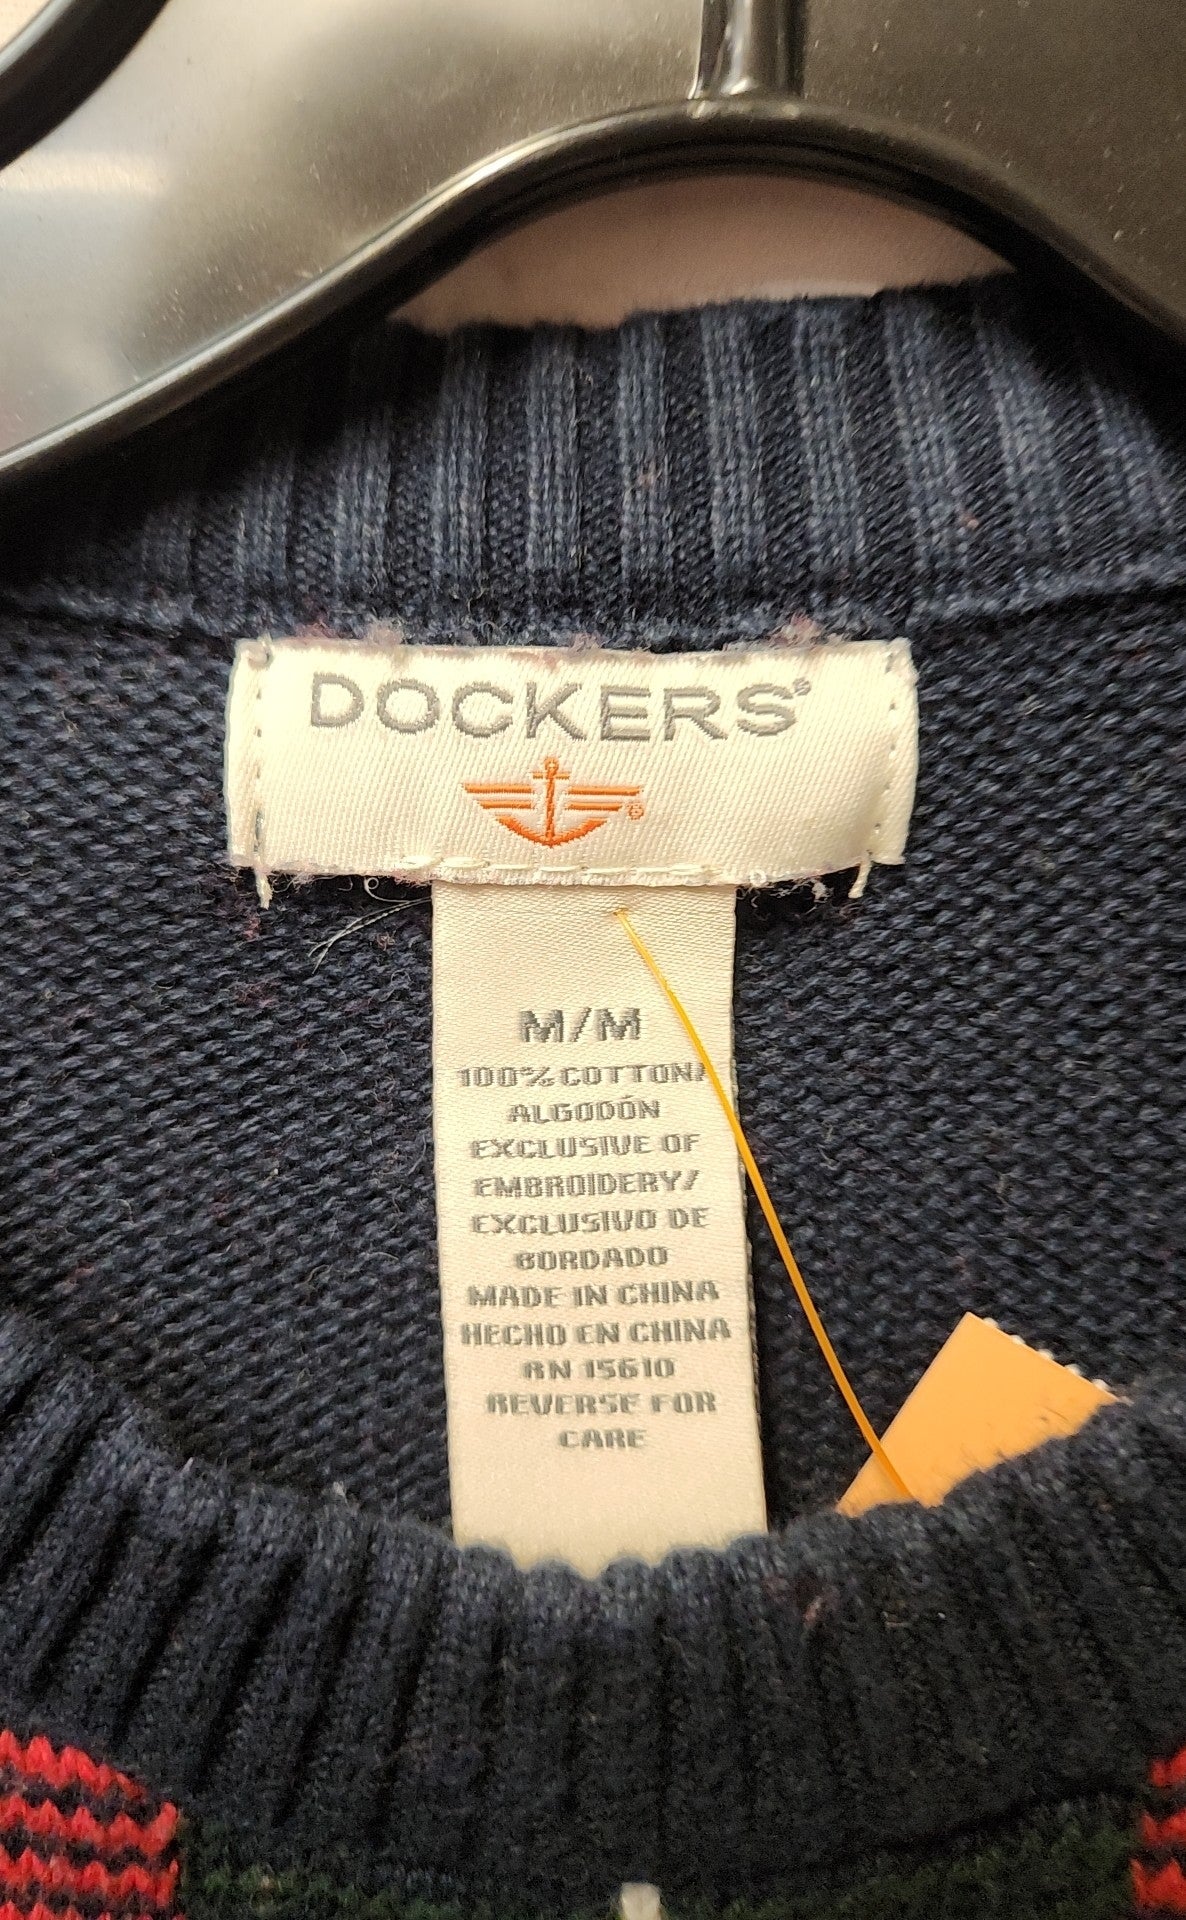 DOCKERS®
®
M/M
100% COTTON/
ALGODÓN
EXCLUSIVE OF
EMBROIDERY/
EXCLUSIVO DE
BORDADO
MADE IN CHINA
HECHO EN CHINA
RN 15610
REVERSE FOR
CARE